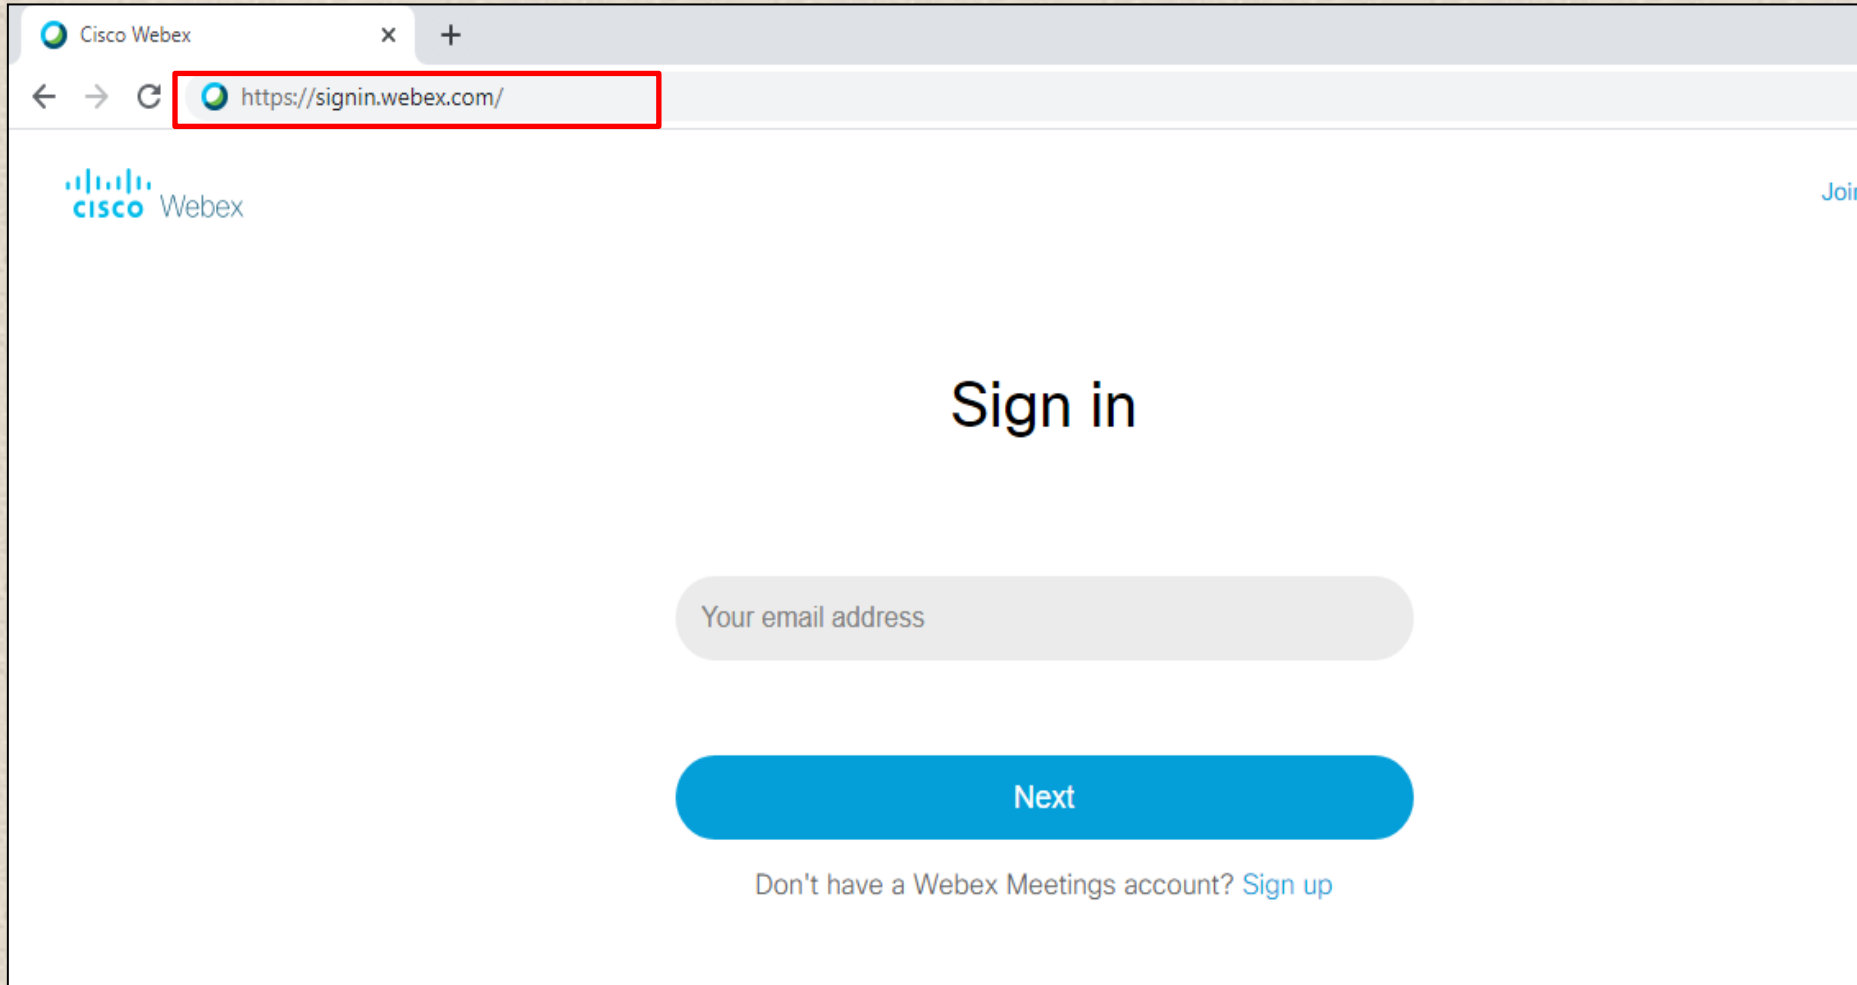 Cisco Webex
https://signin.webex.com/
cisco Webex
Sign in
Your email address
Next
Don't have a Webex Meetings account? Sign up